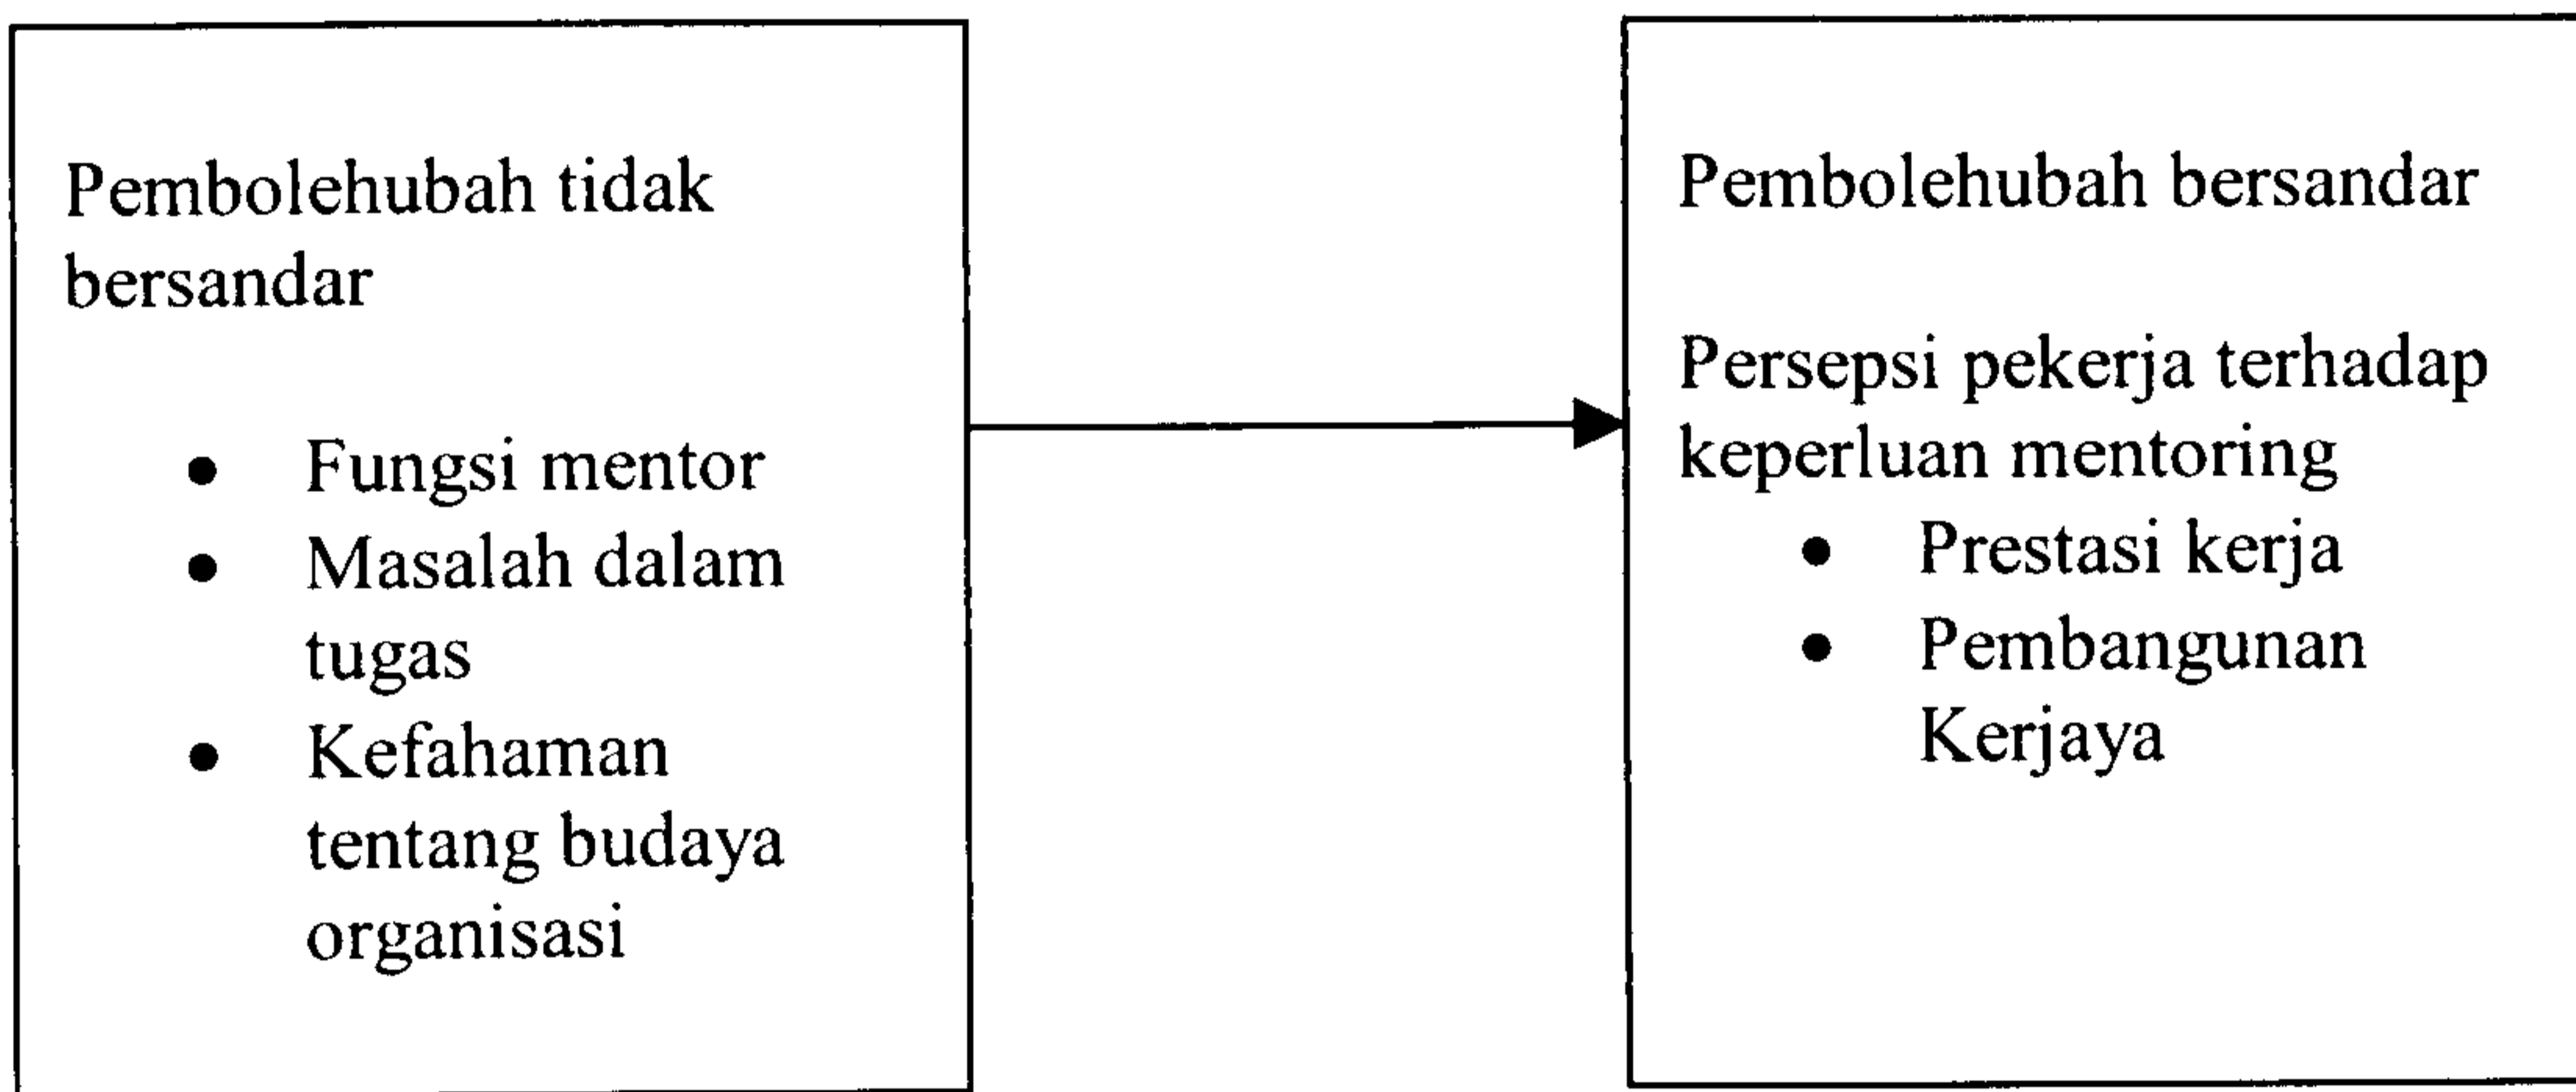 Pembolehubah tidak
bersandar
• Fungsi mentor
• Masalah dalam
tugas
• Kefahaman
tentang budaya
organisasi
Pembolehubah bersandar
Persepsi pekerja terhadap
keperluan mentoring
• Prestasi kerja
• Pembangunan
Kerjaya